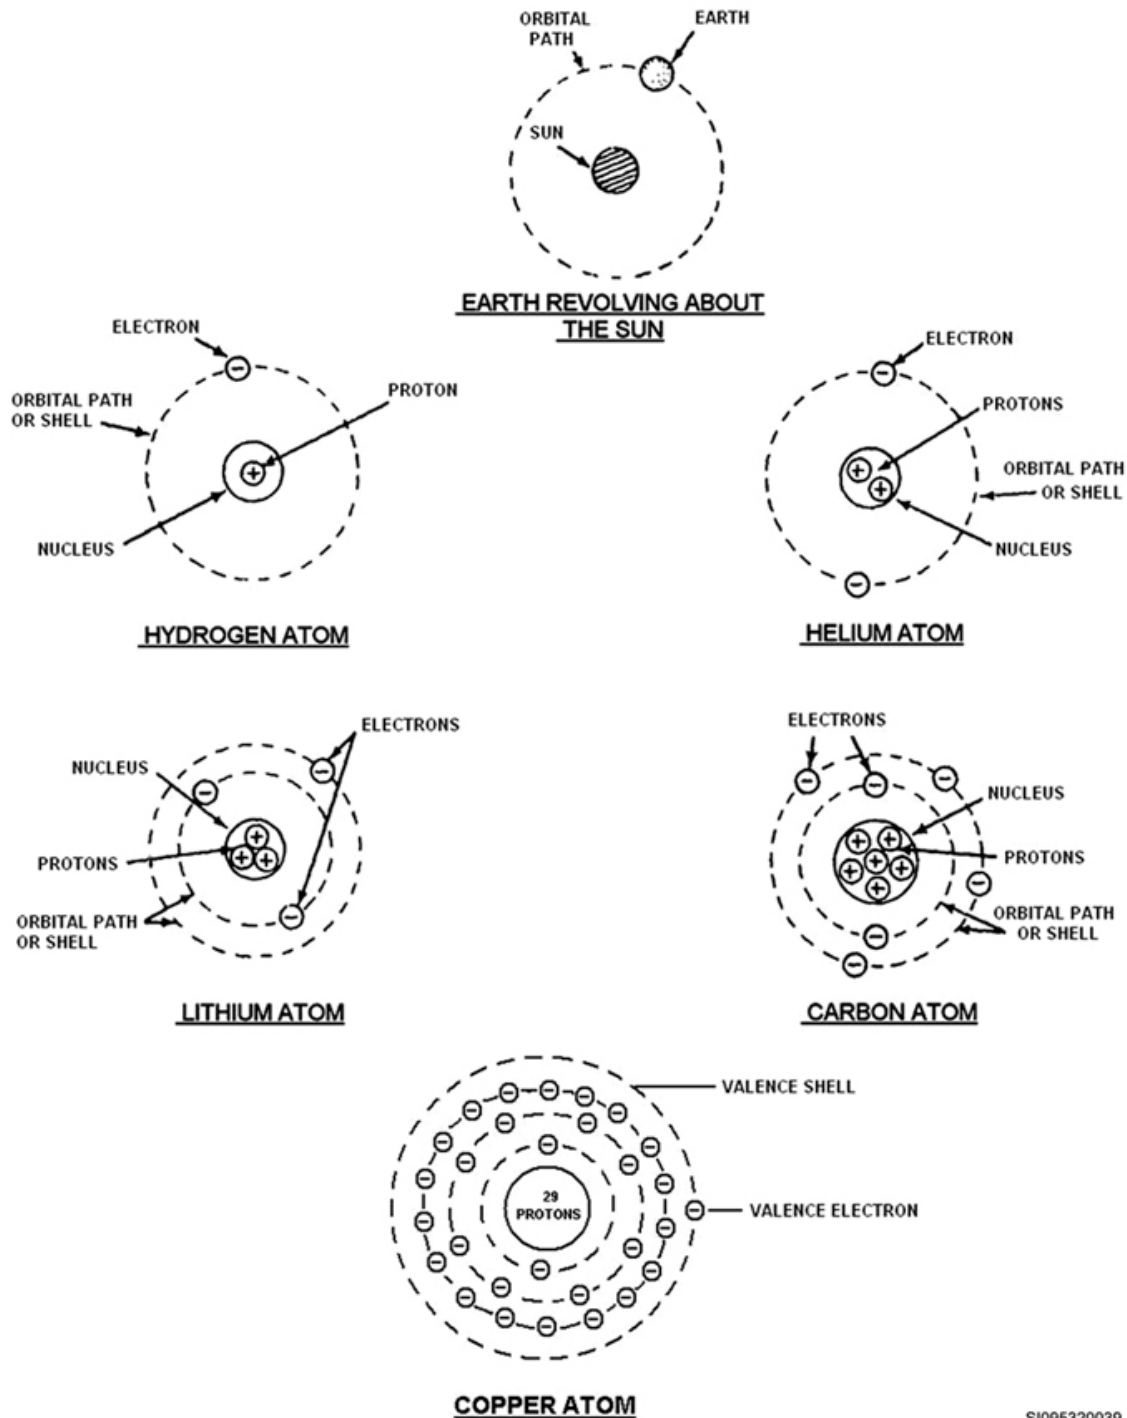 ORBITAL
PATH
EARTH
SUN
EARTH REVOLVING ABOUT
THE SUN
ELECTRON
ORBITAL PATH
OR SHELL
PROTON
NUCLEUS
HYDROGEN ATOM
ELECTRON
PROTONS
ORBITAL PATH
OR SHELL
NUCLEUS
HELIUM ATOM
ELECTRONS
NUCLEUS
PROTONS
ORBITAL PATH
OR SHELL
LITHIUM ATOM
ELECTRONS
NUCLEUS
PROTONS
ORBITAL PATH
OR SHELL
CARBON ATOM
VALENCE SHELL
29
PROTONS
VALENCE ELECTRON
COPPER ATOM